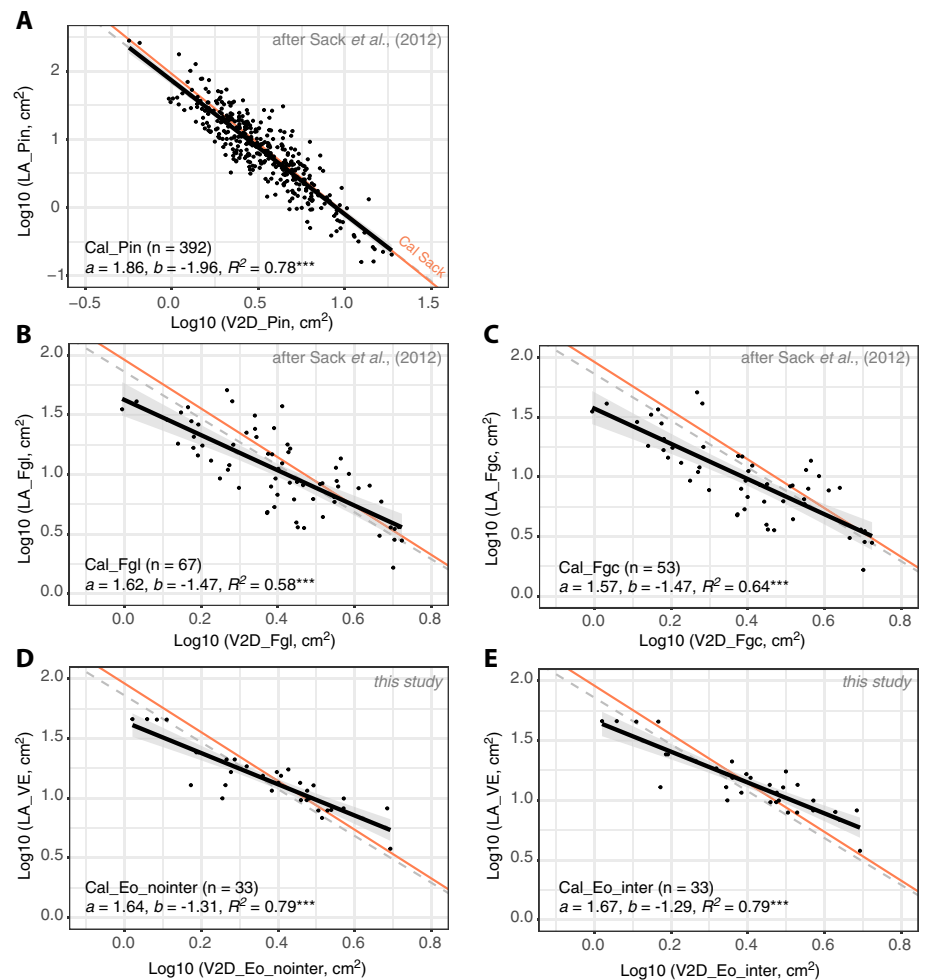 A
after Sack et al., (2012)
Log10 (LA_Pin, cm2)
2
1
0
−1
Cal Sack
Cal_Pin (n = 392)
a = 1.86, b = -1.96, R2 = 0.78***
−0.5 0.0 0.5 1.0 1.5
Log10 (V2D_Pin, cm2)
B
after Sack et al., (2012)
Log10 (LA_Fgl, cm2)
2.0
1.5
1.0
0.5
0.0
Cal_Fgl (n = 67)
a = 1.62, b = -1.47, R2 = 0.58***
0.0 0.2 0.4 0.6 0.8
Log10 (V2D_Fgl, cm2)
C
after Sack et al., (2012)
Log10 (LA_Fgc, cm2)
2.0
1.5
1.0
0.5
0.0
Cal_Fgc (n = 53)
a = 1.57, b = -1.47, R2 = 0.64***
0.0 0.2 0.4 0.6 0.8
Log10 (V2D_Fgc, cm2)
D
this study
Log10 (LA_VE, cm2)
2.0
1.5
1.0
0.5
0.0
Cal_Eo_nointer (n = 33)
a = 1.64, b = -1.31, R2 = 0.79***
0.0 0.2 0.4 0.6 0.8
Log10 (V2D_Eo_nointer, cm2)
E
this study
Log10 (LA_VE, cm2)
2.0
1.5
1.0
0.5
0.0
Cal_Eo_inter (n = 33)
a = 1.67, b = -1.29, R2 = 0.79***
0.0 0.2 0.4 0.6 0.8
Log10 (V2D_Eo_inter, cm2)